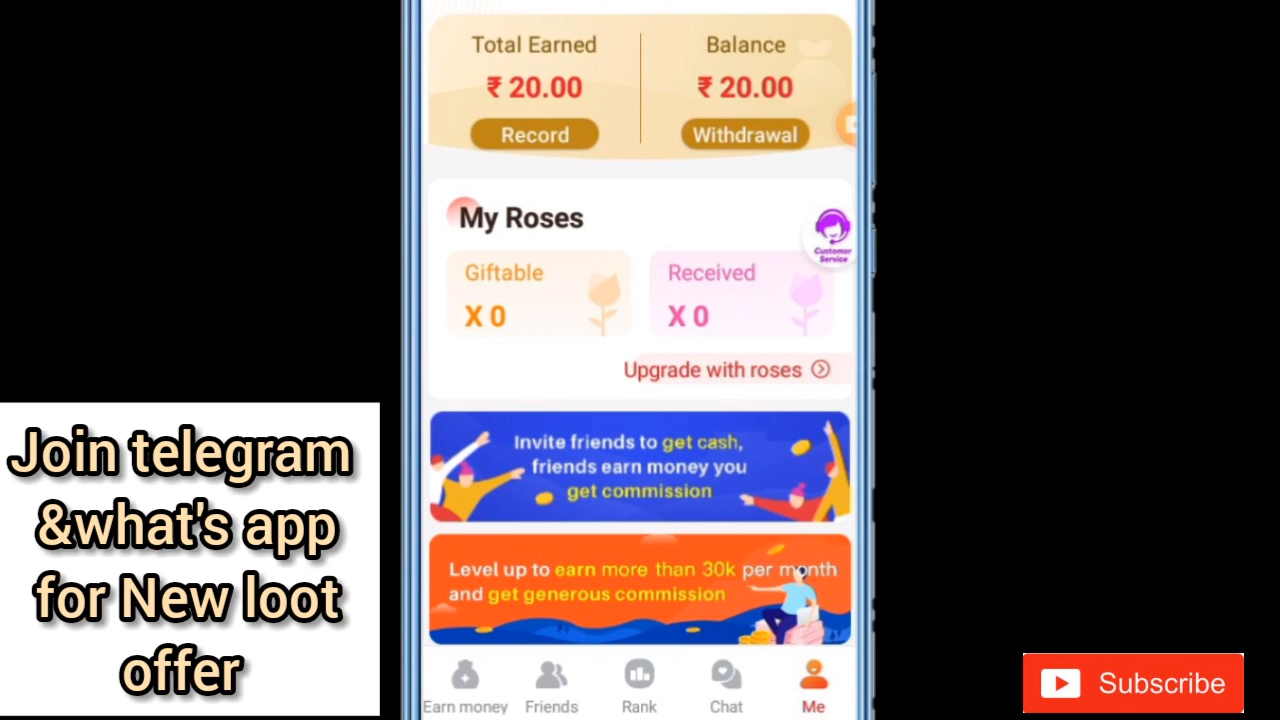 Total Earned
Balance
₹ 20.00
₹ 20.00
Record
Withdrawal
My Roses
Customer
Service
Giftable
Received
X 0
X 0
Upgrade with roses
Invite friends to get cash,
friends earn money you
get commission
Level up to earn more than 30k per month
and get generous commission
Earn money
Friends
Rank
Chat
Me
Join telegram
&what's app
for New loot
offer
Subscribe